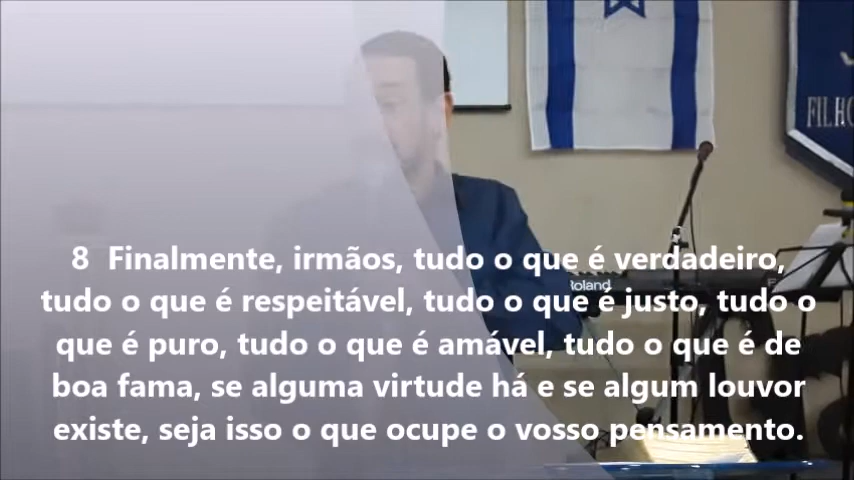 FILHO
8 Finalmente, irmãos, tudo o que é verdadeiro,
tudo o que é respeitável, tudo o que é justo, tudo o
que é puro, tudo o que é amável, tudo o que é de
boa fama, se alguma virtude há e se algum louvor
existe, seja isso o que ocupe o vosso pensamento.
Roland